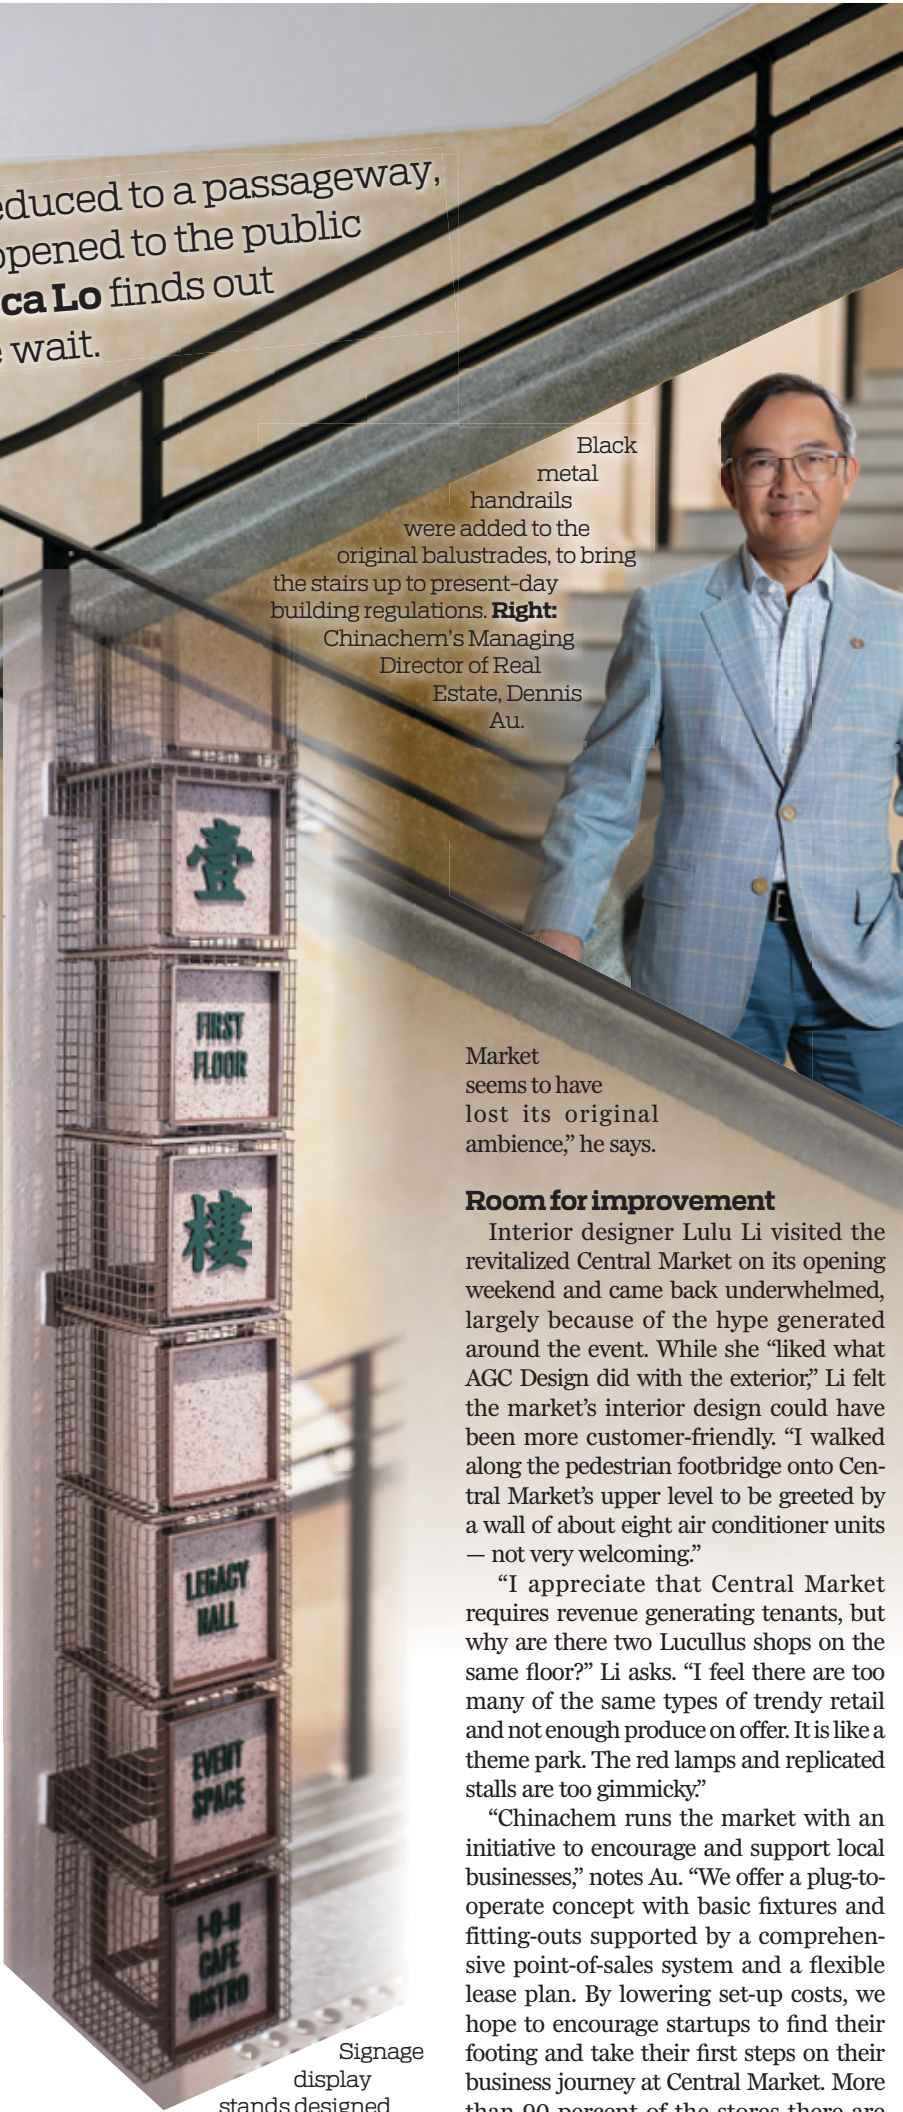 educed to a passageway,
opened to the public
ca Lo finds out
wait.
Black
metal
handrails
were added to the
original balustrades, to bring
the stairs up to present-day
building regulations. Right:
Chinachem’s Managing
Director of Real
Estate, Dennis
Au.
壹
FIRST
FLOOR
樓
LEGACY
HALL
EVENT
SPACE
I-O-N
CAFE
BISTRO
Signage
display
stands designed
Market
seems to have
lost its original
ambience,” he says.
Room for improvement
Interior designer Lulu Li visited the
revitalized Central Market on its opening
weekend and came back underwhelmed,
largely because of the hype generated
around the event. While she “liked what
AGC Design did with the exterior,” Li felt
the market’s interior design could have
been more customer-friendly. “I walked
along the pedestrian footbridge onto Cen-
tral Market’s upper level to be greeted by
a wall of about eight air conditioner units
— not very welcoming.”
“I appreciate that Central Market
requires revenue generating tenants, but
why are there two Lucullus shops on the
same floor?” Li asks. “I feel there are too
many of the same types of trendy retail
and not enough produce on offer. It is like a
theme park. The red lamps and replicated
stalls are too gimmicky.”
“Chinachem runs the market with an
initiative to encourage and support local
businesses,” notes Au. “We offer a plug-to-
operate concept with basic fixtures and
fitting-outs supported by a comprehen-
sive point-of-sales system and a flexible
lease plan. By lowering set-up costs, we
hope to encourage startups to find their
footing and take their first steps on their
business journey at Central Market. More
than 90 percent of the stores there are